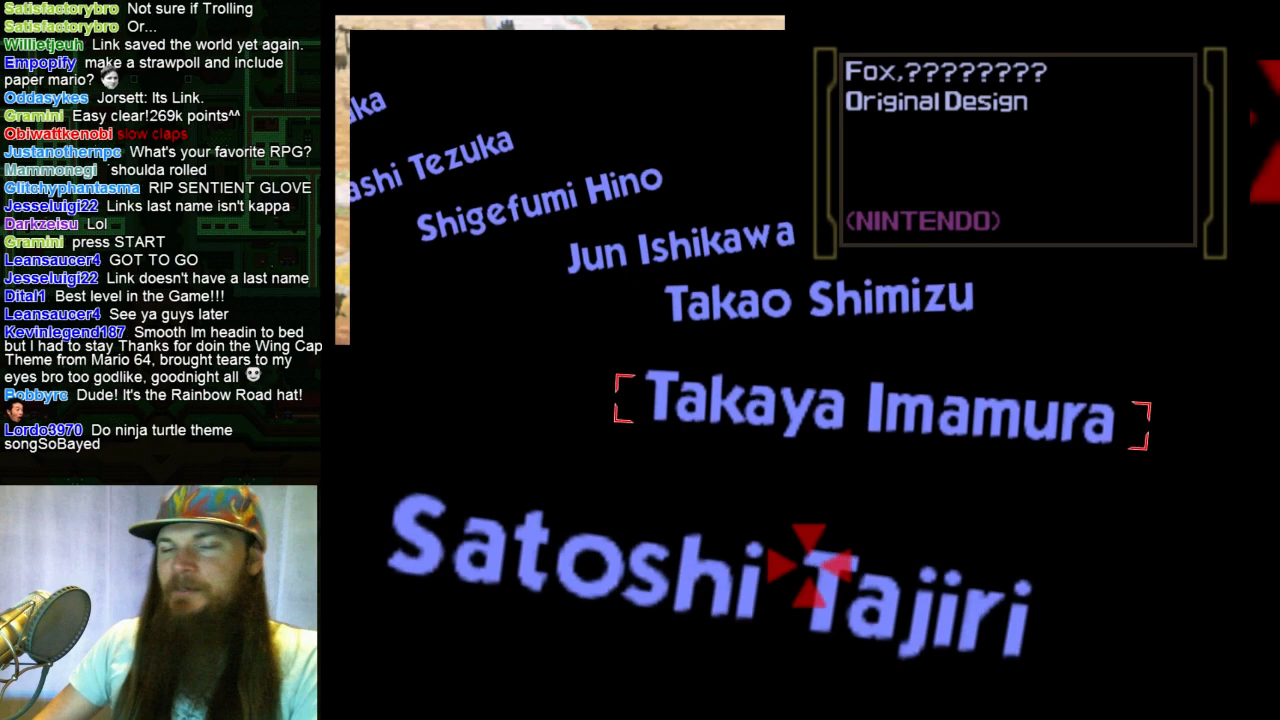 Satisfactorybro Not sure if Trolling
Satisfactorybro Or...
Willietjeuh Link saved the world yet again.
Empopify make a strawpoll and include
paper mario?
Oddasykes Jorsett: Its Link.
Gramini Easy clear!269k points^^
Obiwattkenobi slow claps
Justanothernpc What's your favorite RPG?
Mammonegi ´shoulda rolled
Glitchyphantasma RIP SENTIENT GLOVE
Jesseluigi22 Links last name isn't kappa
Darkzeisu Lol
Gramini press START
Leansaucer4 GOT TO GO
Jesseluigi22 Link doesn't have a last name
Dital1 Best level in the Game!!!
Leansaucer4 See ya guys later
Kevinlegend187 Smooth Im headin to bed
but I had to stay Thanks for doin the Wing Cap
Theme from Mario 64, brought tears to my
eyes bro too godlike, goodnight all
Bobbyrc Dude! It's the Rainbow Road hat!
Lordo3970 Do ninja turtle theme
songSoBayed
uka
ashi Tezuka
Shigefumi Hino
Jun Ishikawa
Takao Shimizu
Takaya Imamura
Satoshi Tajiri
Fox,????????
Original Design
(NINTENDO)